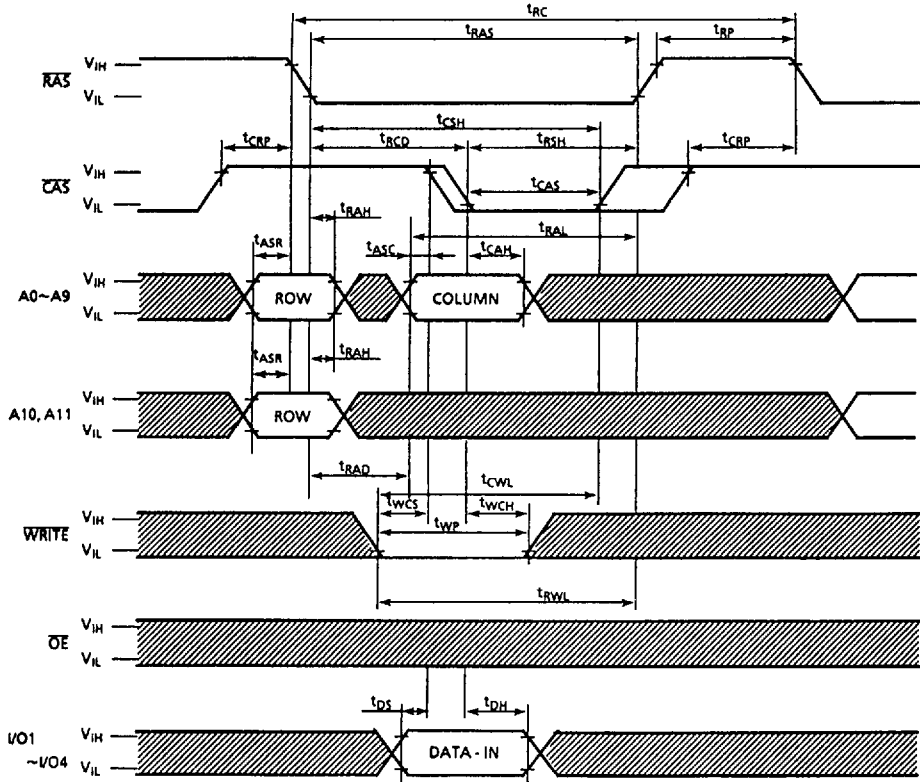 tRC
tRAS
tRP
RAS
VIH
VIL
tCSH
tCRP
tRCD
tRSH
tCRP
CAS
VIH
VIL
tCAS
tRAH
tRAL
tASR
tASC
tCAH
A0~A9
VIH
VIL
ROW
COLUMN
tASR
tRAH
A10, A11
VIH
VIL
ROW
tRAD
tCWL
tWCS
tWCH
tWP
WRITE
VIH
VIL
tRWL
OE
VIH
VIL
tDS
tDH
I/O1
~I/O4
VIH
VIL
DATA - IN